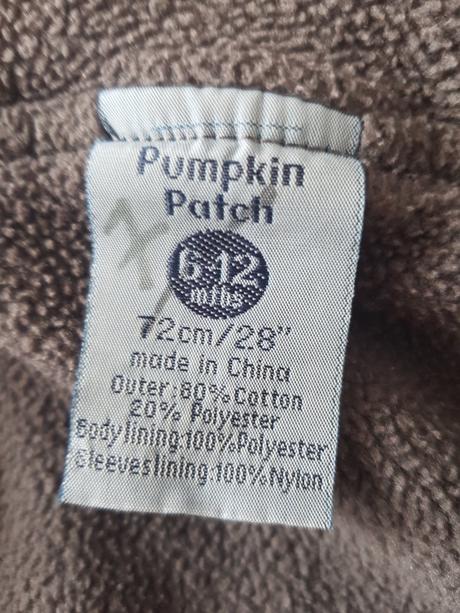 Pumpkin
Patch
6-12
mths
72cm/28"
made in China
Outer:80%Cotton
20% Polyester
Bodylining:100%Polyester
Sleeveslining:100%Nylon